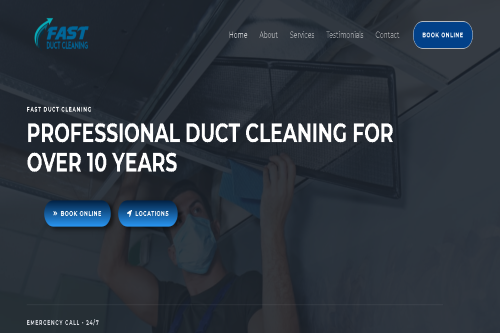 FAST
DUCT CLEANING
Home About Services Testimonials Contact BOOK ONLINE
FAST DUCT CLEANING
PROFESSIONAL DUCT CLEANING FOR
OVER 10 YEARS
» BOOK ONLINE LOCATIONS
EMERGENCY CALL - 24/7